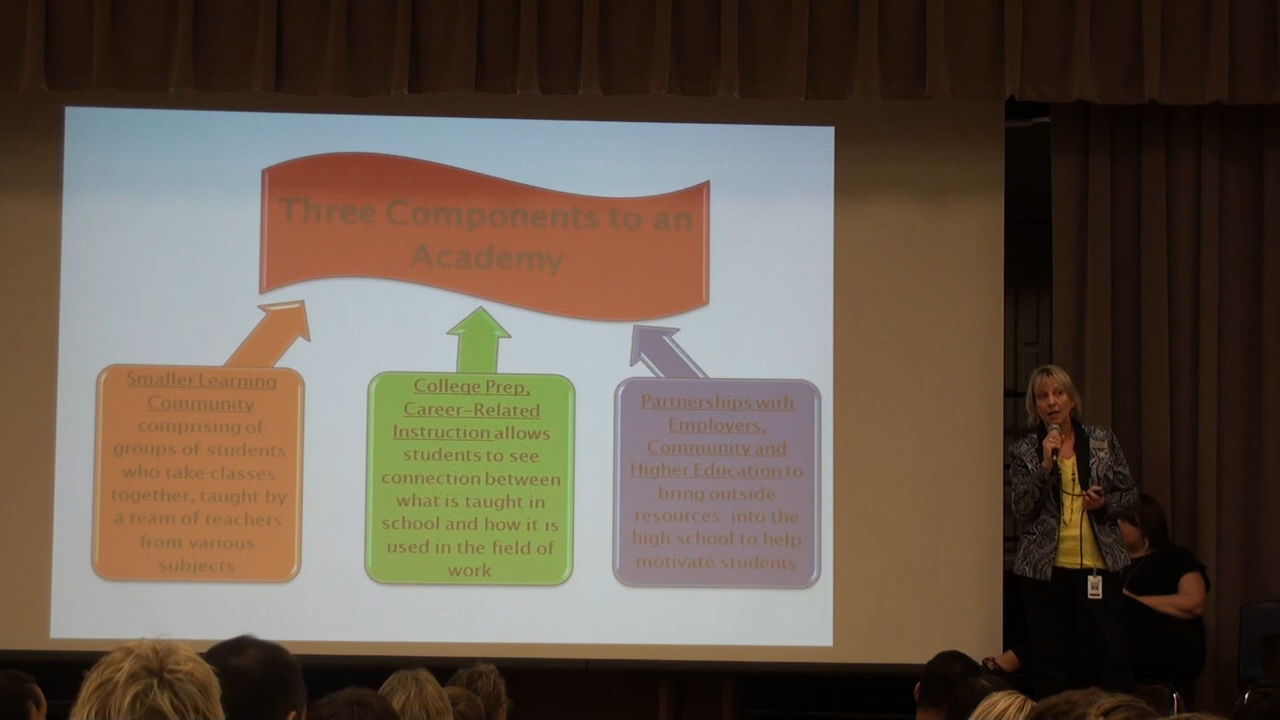 Three Components to an
Academy
Smaller Learning
Community
comprising of
groups of students
who take classes
together, taught by
a team of teachers
from various
subjects
College Prep,
Career-Related
Instruction allows
students to see
connection between
what is taught in
school and how it is
used in the field of
work
Partnerships with
Employers,
Community and
Higher Education to
bring outside
resources into the
high school to help
motivate students